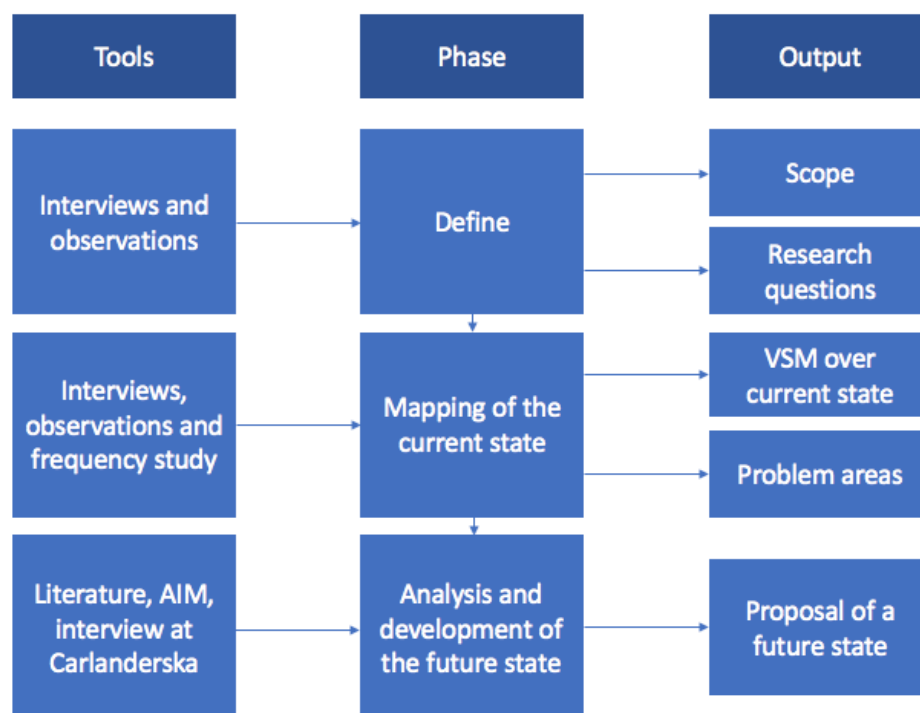 Tools
Phase
Output
Interviews and
observations
Define
Scope
Research
questions
Interviews,
observations and
frequency study
Mapping of the
current state
VSM over
current state
Problem areas
Literature, AIM,
interview at
Carlanderska
Analysis and
development of
the future state
Proposal of a
future state